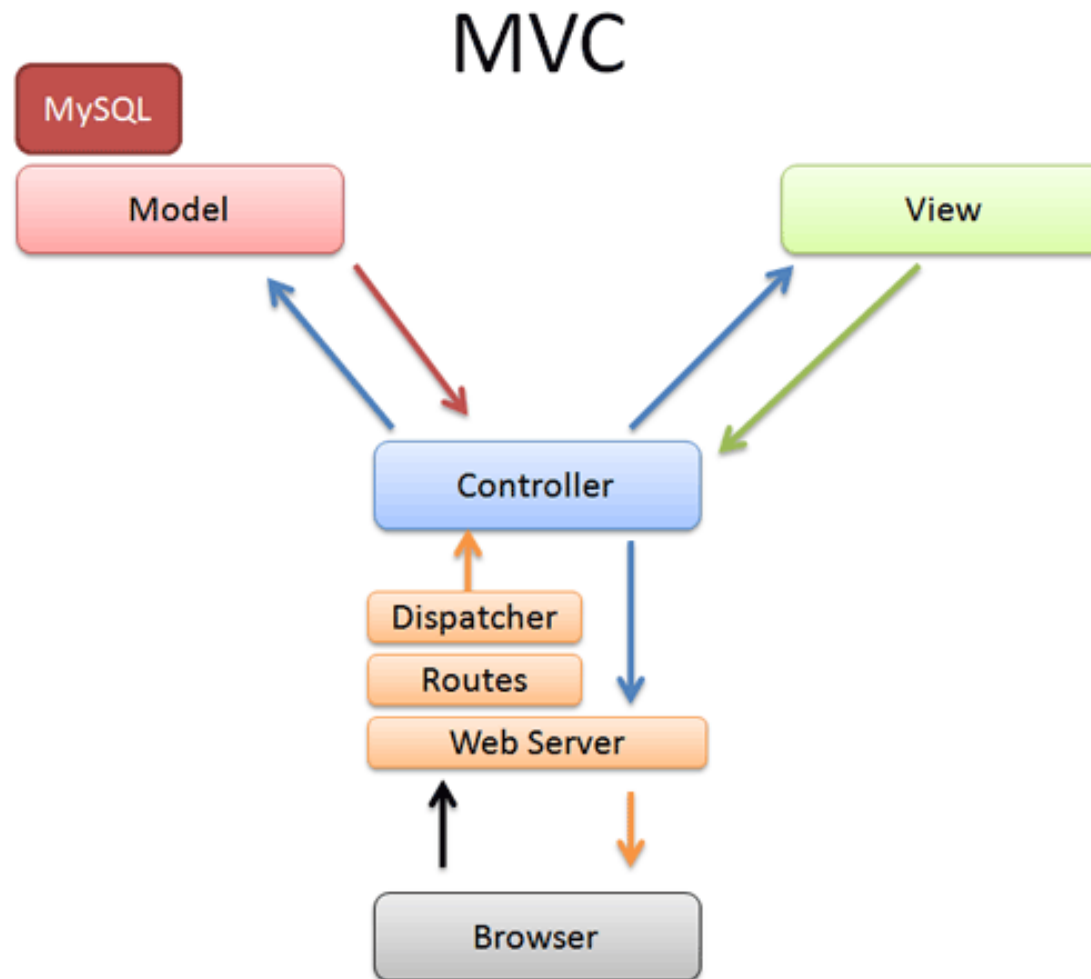 MVC
MySQL
Model
View
Controller
Dispatcher
Routes
Web Server
Browser